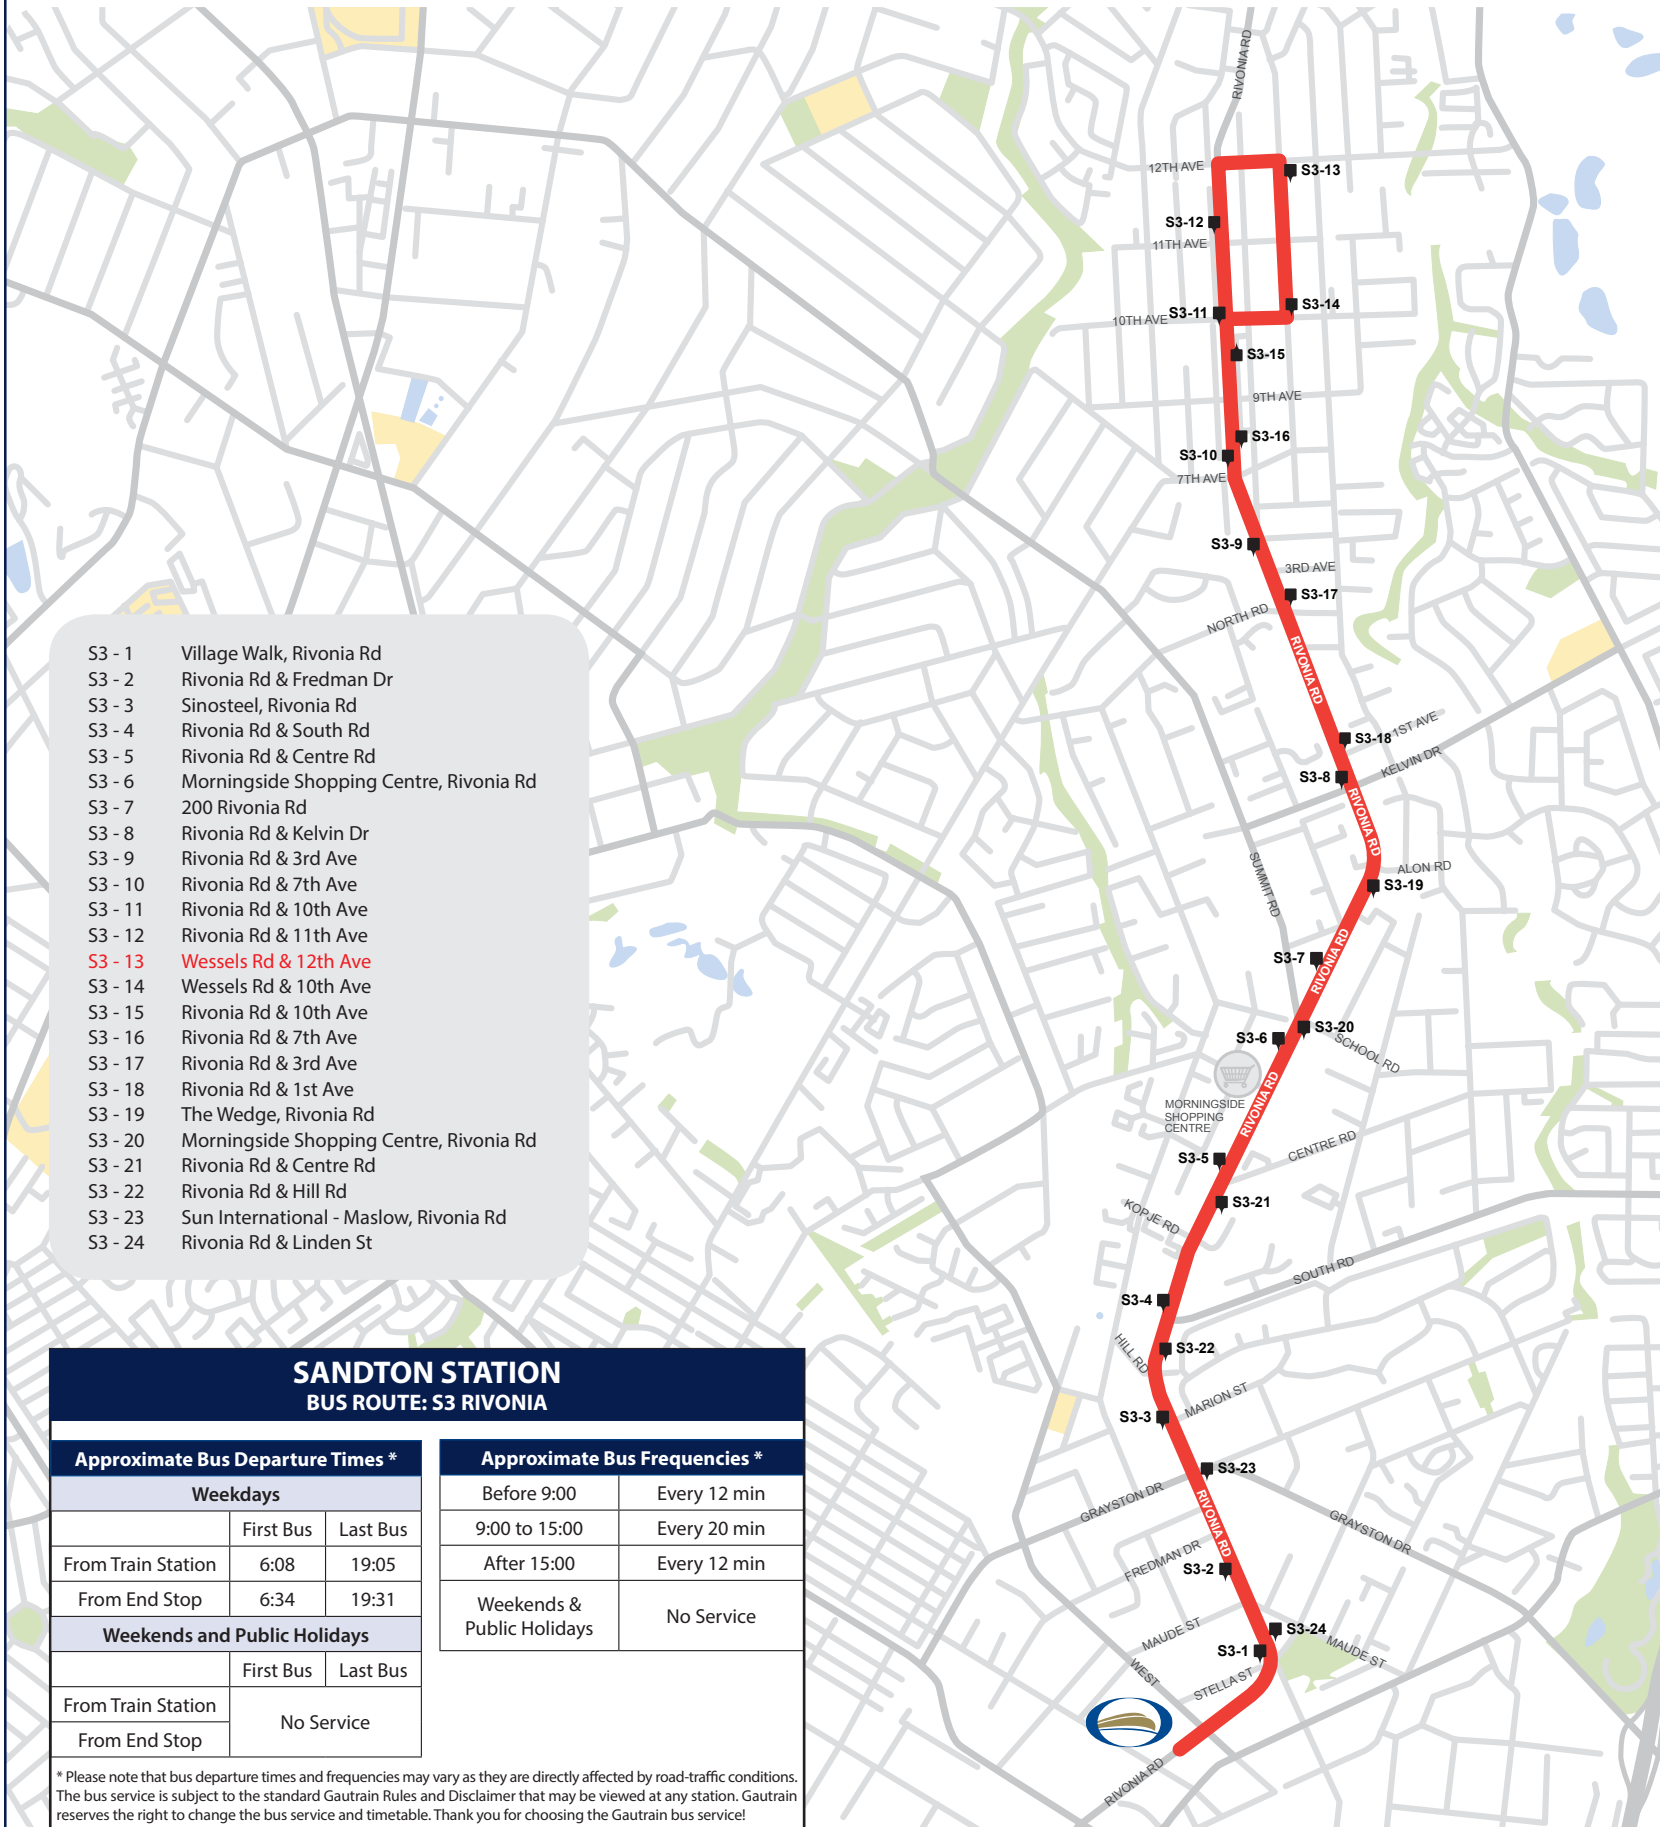 RIVONIA RD
12TH AVE
S3-13
S3-12
11TH AVE
S3-14
S3-11
10TH AVE
S3-15
9TH AVE
S3-16
S3-10
7TH AVE
S3-9
3RD AVE
S3-17
NORTH RD
RIVONIA RD
1ST AVE
S3-18
KELVIN DR
S3-8
RIVONIA RD
ALON RD
S3-19
SUMMIT RD
RIVONIA RD
S3-7
S3-20
S3-6
SCHOOL RD
RIVONIA RD
MORNINGSIDE
SHOPPING
CENTRE
CENTRE RD
S3-5
S3-21
KOPJE RD
SOUTH RD
S3-4
HILL RD
S3-22
MARION ST
S3-3
S3-23
GRAYSTON DR
RIVONIA RD
GRAYSTON DR
FREDMAN DR
S3-2
MAUDE ST
S3-24
MAUDE ST
S3-1
WEST
STELLA ST
RIVONIA RD
S3 - 1 Village Walk, Rivonia Rd
S3 - 2 Rivonia Rd & Fredman Dr
S3 - 3 Sinosteel, Rivonia Rd
S3 - 4 Rivonia Rd & South Rd
S3 - 5 Rivonia Rd & Centre Rd
S3 - 6 Morningside Shopping Centre, Rivonia Rd
S3 - 7 200 Rivonia Rd
S3 - 8 Rivonia Rd & Kelvin Dr
S3 - 9 Rivonia Rd & 3rd Ave
S3 - 10 Rivonia Rd & 7th Ave
S3 - 11 Rivonia Rd & 10th Ave
S3 - 12 Rivonia Rd & 11th Ave
S3 - 13 Wessels Rd & 12th Ave
S3 - 14 Wessels Rd & 10th Ave
S3 - 15 Rivonia Rd & 10th Ave
S3 - 16 Rivonia Rd & 7th Ave
S3 - 17 Rivonia Rd & 3rd Ave
S3 - 18 Rivonia Rd & 1st Ave
S3 - 19 The Wedge, Rivonia Rd
S3 - 20 Morningside Shopping Centre, Rivonia Rd
S3 - 21 Rivonia Rd & Centre Rd
S3 - 22 Rivonia Rd & Hill Rd
S3 - 23 Sun International - Maslow, Rivonia Rd
S3 - 24 Rivonia Rd & Linden St
SANDTON STATION
BUS ROUTE: S3 RIVONIA
Approximate Bus Departure Times *
Weekdays
First Bus Last Bus
From Train Station 6:08 19:05
From End Stop 6:34 19:31
Weekends and Public Holidays
First Bus Last Bus
From Train Station
No Service
From End Stop
Approximate Bus Frequencies *
Before 9:00 Every 12 min
9:00 to 15:00 Every 20 min
After 15:00 Every 12 min
Weekends &
Public Holidays
No Service
* Please note that bus departure times and frequencies may vary as they are directly affected by road-traffic conditions.
The bus service is subject to the standard Gautrain Rules and Disclaimer that may be viewed at any station. Gautrain
reserves the right to change the bus service and timetable. Thank you for choosing the Gautrain bus service!